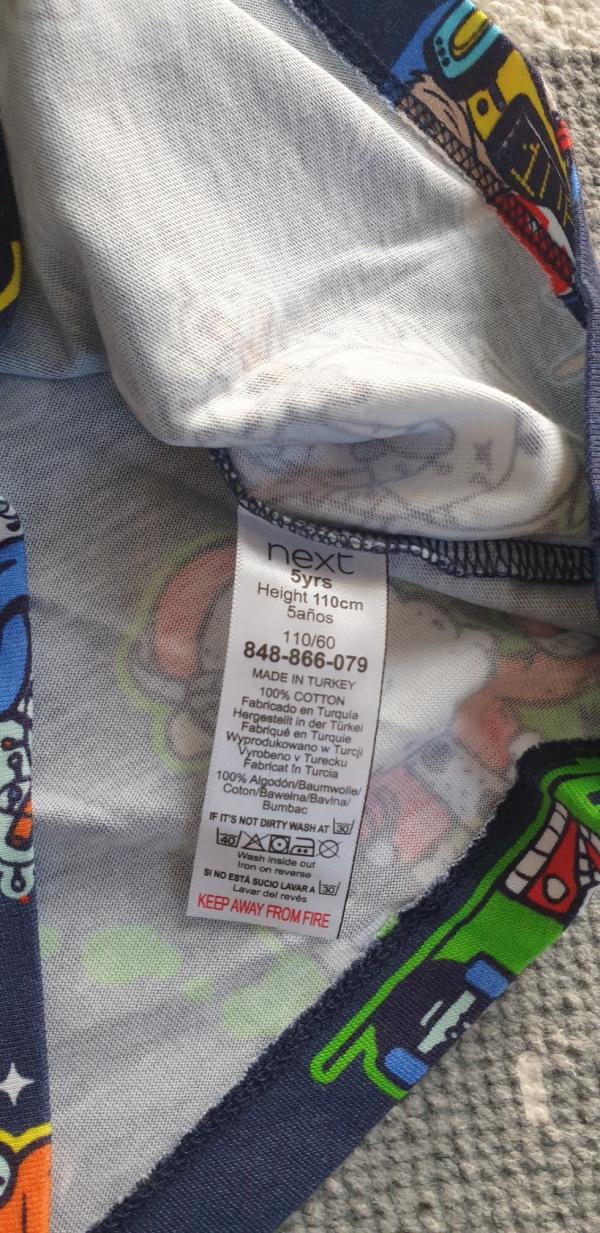 next
5yrs
Height 110cm
5años
110/60
848-866-079
MADE IN TURKEY
100% COTTON
Fabricado en Turquía
Hergestellt in der Türkei
Fabriqué en Turquie
Wyprodukowano w Turcji
Vyrobeno v Turecku
Fabricat în Turcia
100% Algodón/Baumwolle/
Coton/Bawełna/Bavlna/
Bumbac
IF IT'S NOT DIRTY WASH AT 30
40
Wash inside out
Iron on reverse
SI NO ESTÁ SUCIO LAVAR A 30
Lavar del revés
KEEP AWAY FROM FIRE